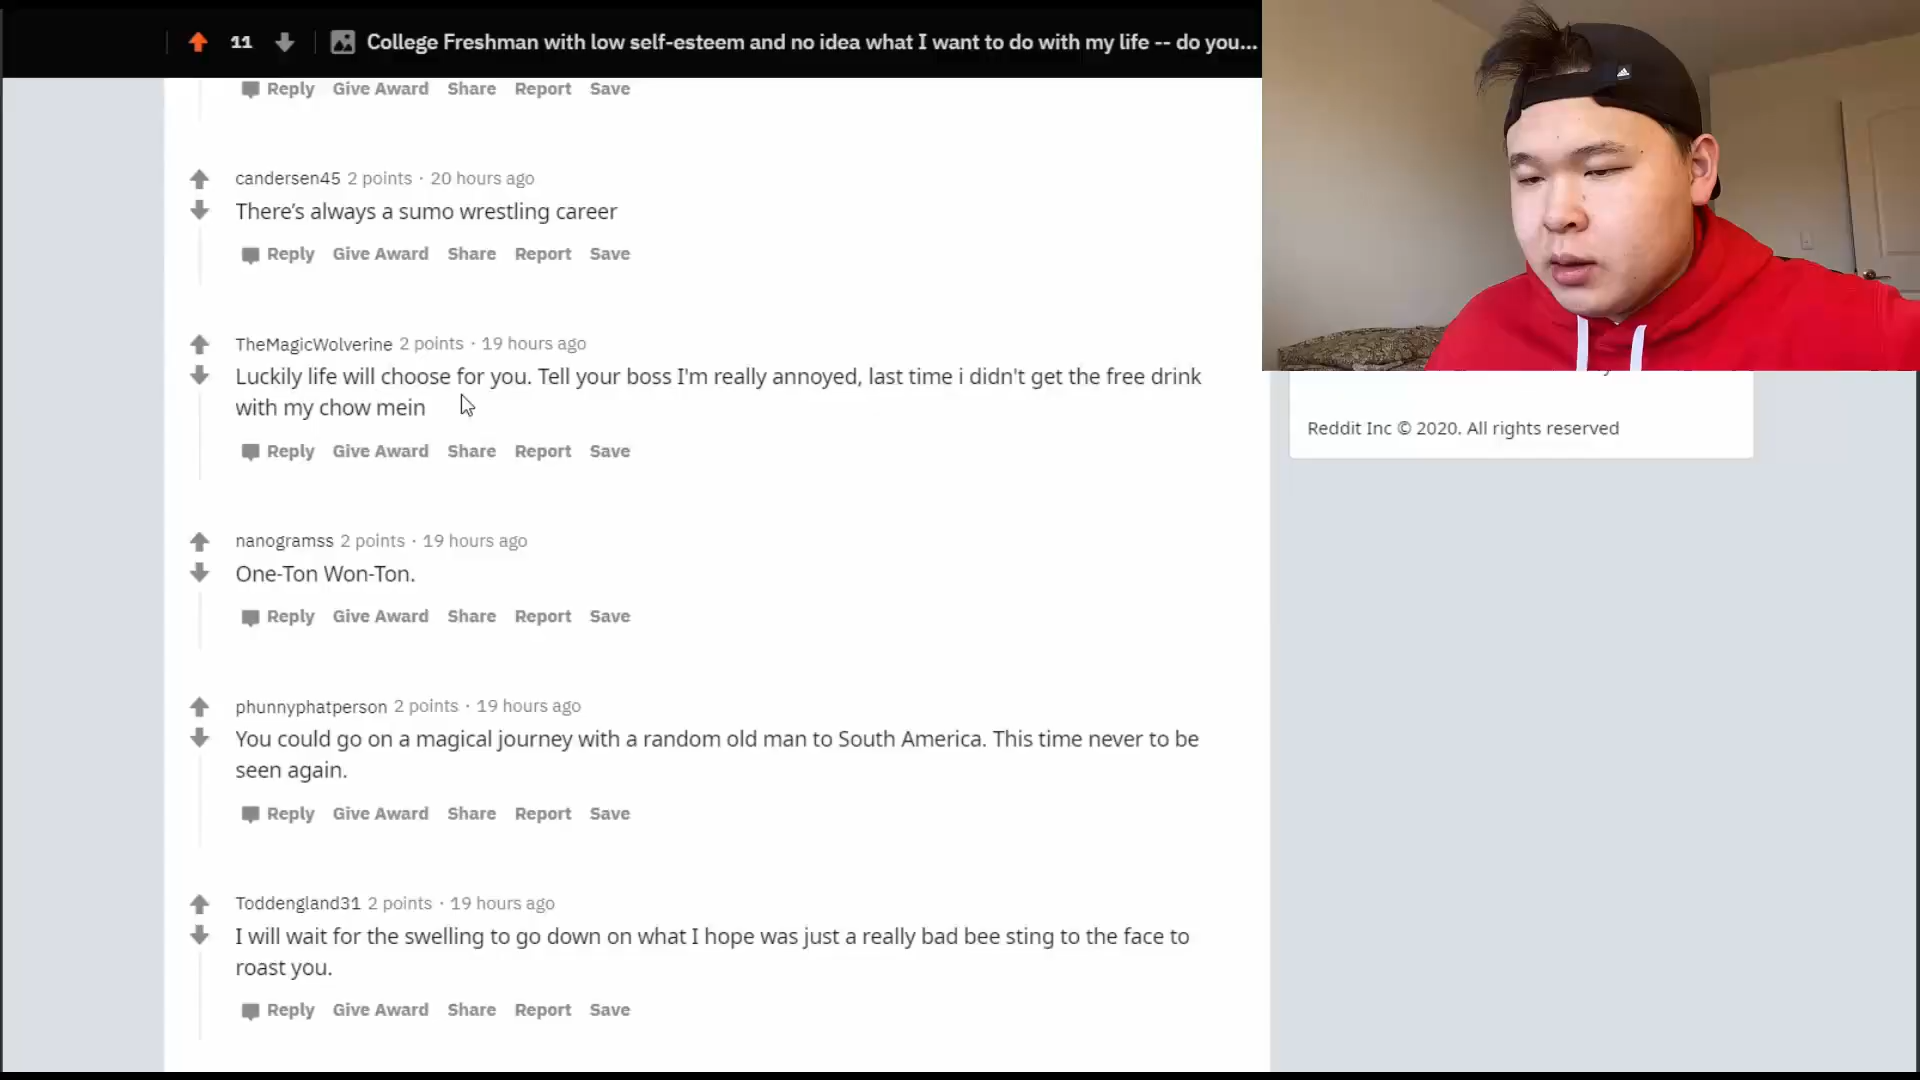 11 College Freshman with low self-esteem and no idea what I want to do with my life -- do you...
Reply Give Award Share Report Save
candersen45 2 points · 20 hours ago
There’s always a sumo wrestling career
Reply Give Award Share Report Save
TheMagicWolverine 2 points · 19 hours ago
Luckily life will choose for you. Tell your boss I'm really annoyed, last time i didn't get the free drink
with my chow mein
Reply Give Award Share Report Save
Reddit Inc © 2020. All rights reserved
nanogramss 2 points · 19 hours ago
One-Ton Won-Ton.
Reply Give Award Share Report Save
phunnyphatperson 2 points · 19 hours ago
You could go on a magical journey with a random old man to South America. This time never to be
seen again.
Reply Give Award Share Report Save
Toddengland31 2 points · 19 hours ago
I will wait for the swelling to go down on what I hope was just a really bad bee sting to the face to
roast you.
Reply Give Award Share Report Save